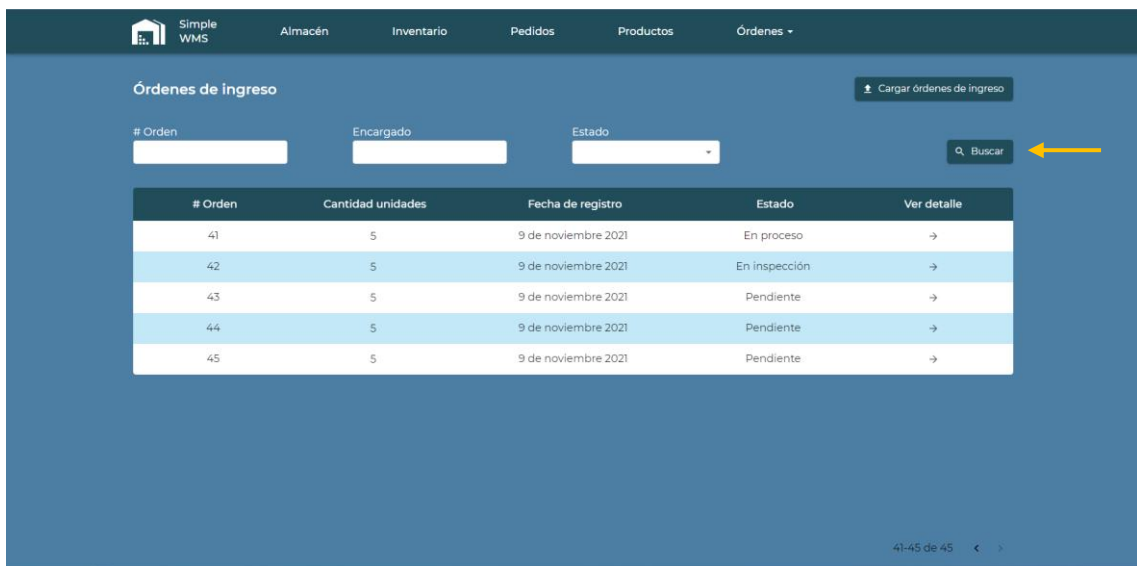 Simple
WMS
Almacén Inventario Pedidos Productos Órdenes
Órdenes de ingreso
Cargar órdenes de ingreso
# Orden Encargado Estado
Buscar
# Orden Cantidad unidades Fecha de registro Estado Ver detalle
41 5 9 de noviembre 2021 En proceso
42 5 9 de noviembre 2021 En inspección
43 5 9 de noviembre 2021 Pendiente
44 5 9 de noviembre 2021 Pendiente
45 5 9 de noviembre 2021 Pendiente
41-45 de 45